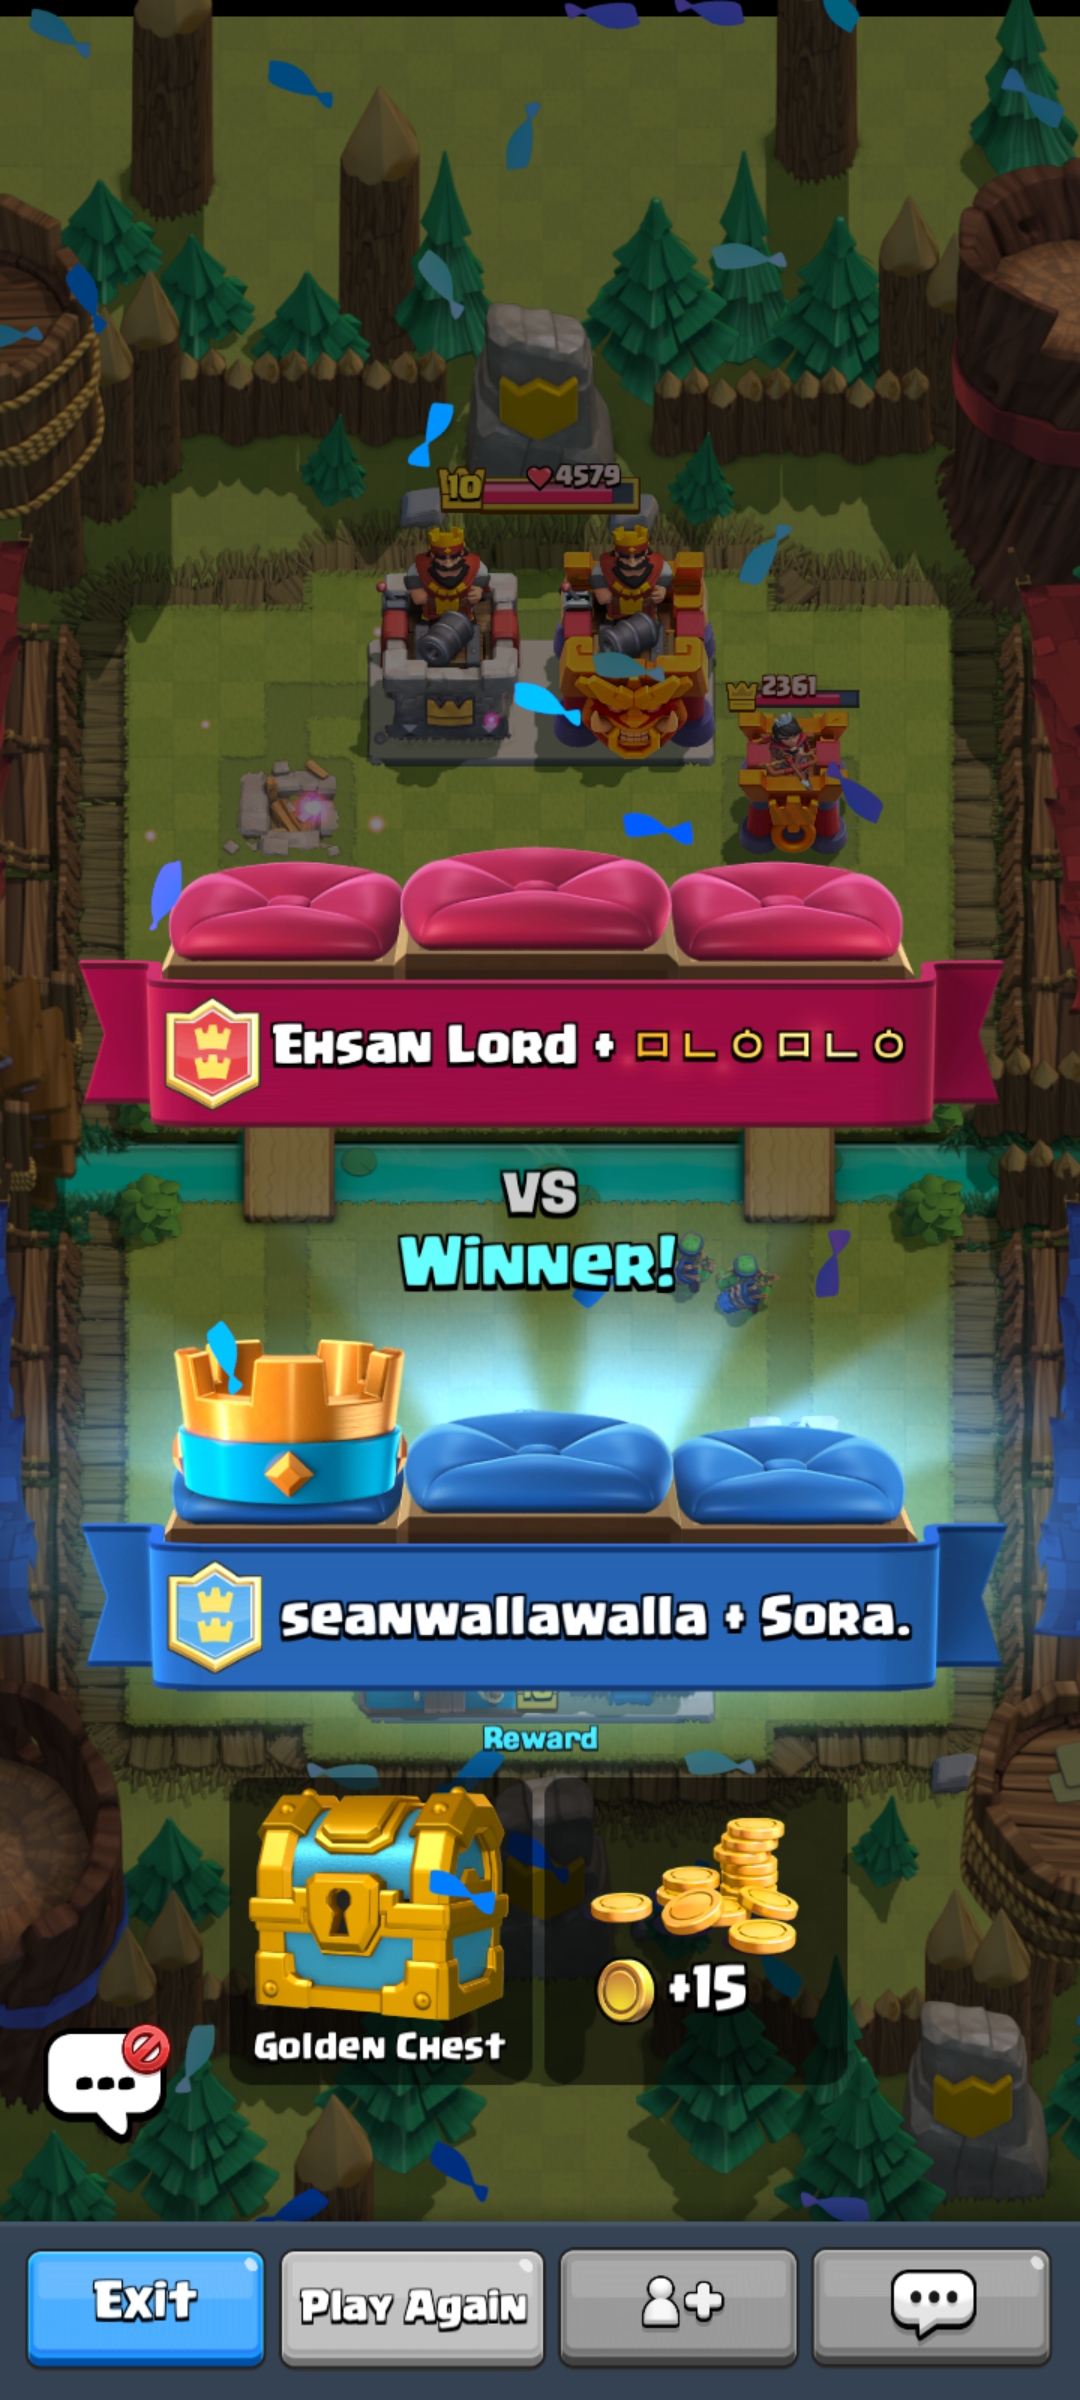 10 4579
2361
Ehsan Lord + ㅁㄴㅇㅁㄴㅇ
VS
Winner!
seanwallawalla + Sora.
Reward
Golden Chest
+15
Exit
Play Again